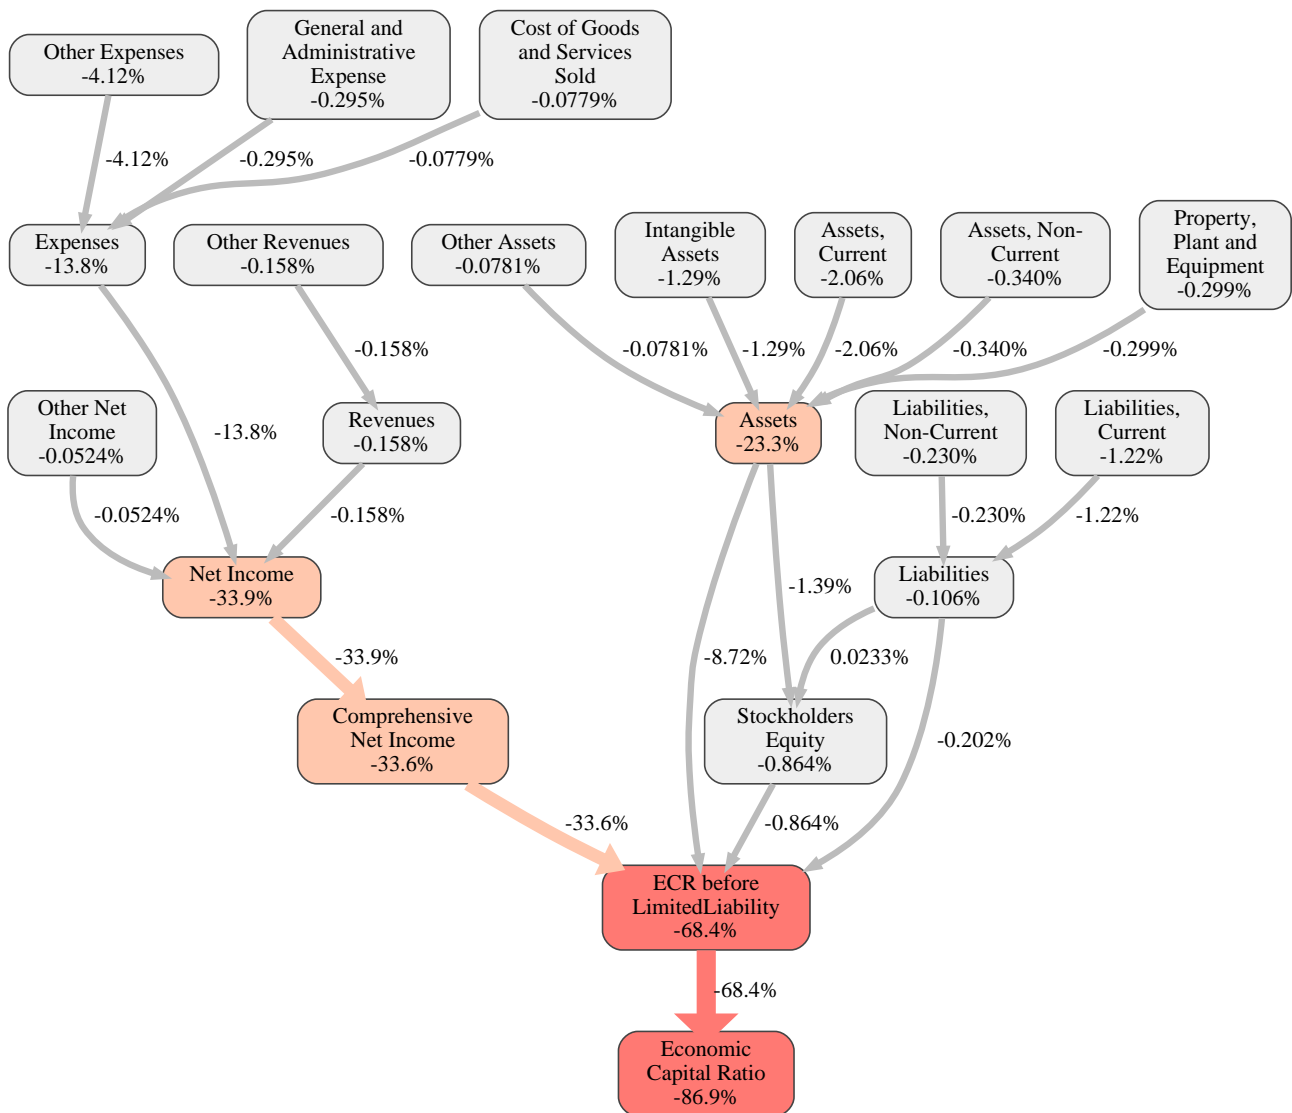 Other Expenses
-4.12%
General and
Administrative
Expense
-0.295%
Cost of Goods
and Services
Sold
-0.0779%
-4.12%
-0.295%
-0.0779%
Expenses
-13.8%
Other Revenues
-0.158%
Other Assets
-0.0781%
Intangible
Assets
-1.29%
Assets,
Current
-2.06%
Assets, Non-
Current
-0.340%
Property,
Plant and
Equipment
-0.299%
-0.158%
-0.0781%
-1.29%
-2.06%
-0.340%
-0.299%
Other Net
Income
-0.0524%
-13.8%
Revenues
-0.158%
Assets
-23.3%
Liabilities,
Non-Current
-0.230%
Liabilities,
Current
-1.22%
-0.0524%
-0.158%
-0.230%
-1.22%
Net Income
-33.9%
-1.39%
Liabilities
-0.106%
-33.9%
-8.72%
0.0233%
Comprehensive
Net Income
-33.6%
Stockholders
Equity
-0.864%
-0.202%
-33.6%
-0.864%
ECR before
LimitedLiability
-68.4%
-68.4%
Economic
Capital Ratio
-86.9%